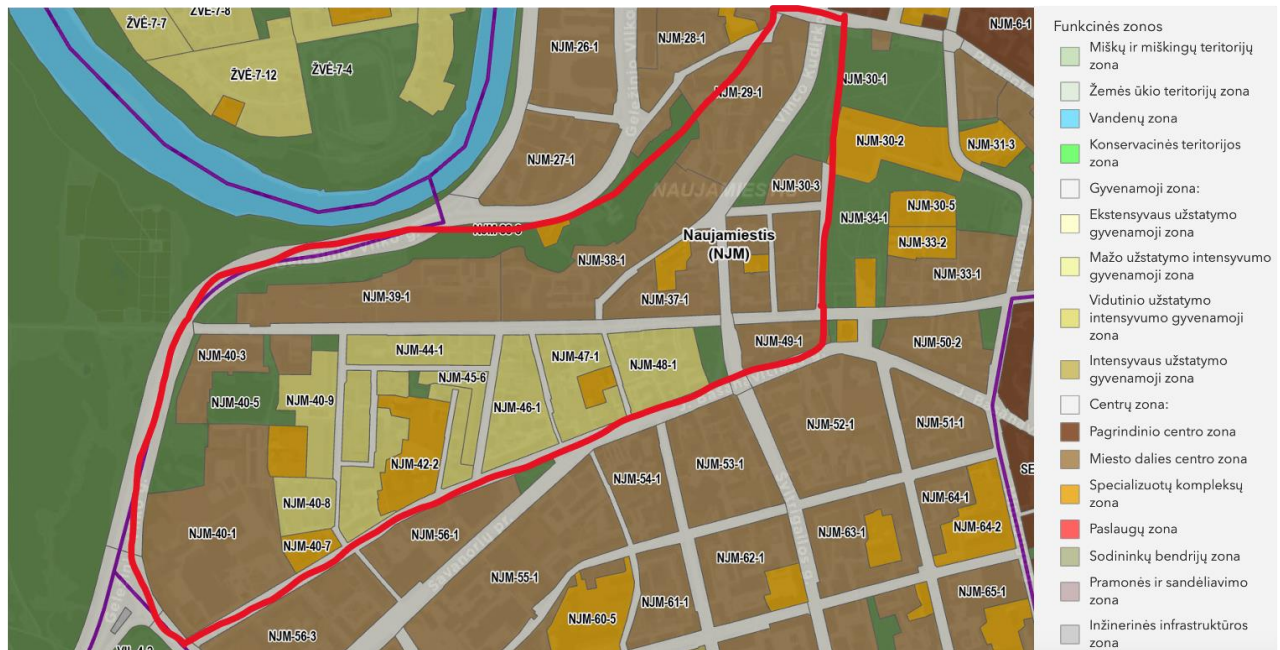 ŽVĖ-7-7
ŽVĖ-7-8
ŽVĖ-7-12
ŽVĖ-7-4
NJM-26-1
NJM-28-1
NJM-6-1
NJM-29-1
NJM-30-1
Vinco Kudirkos
NJM-27-1
NJM-30-2
NJM-31-3
NAUJAMIESTIS
NJM-30-3
NJM-30-5
NJM-34-1
NJM-33-2
Naujamiestis
(NJM)
NJM-38-1
NJM-33-1
NJM-39-1
NJM-37-1
NJM-40-3
NJM-44-1
NJM-47-1
NJM-48-1
NJM-49-1
NJM-50-2
NJM-45-6
NJM-40-5
NJM-40-9
NJM-46-1
NJM-52-1
NJM-51-1
NJM-42-2
NJM-53-1
NJM-54-1
Švitrigailos g.
NJM-40-8
NJM-64-1
NJM-40-1
NJM-56-1
NJM-63-1
NJM-64-2
NJM-40-7
Savanorių pr.
NJM-62-1
NJM-55-1
NJM-61-1
NJM-65-1
NJM-60-5
NJM-56-3
Funkcinės zonos
Miškų ir miškingų teritorijų
zona
Žemės ūkio teritorijų zona
Vandenų zona
Konservacinės teritorijos
zona
Gyvenamoji zona:
Ekstensyvaus užstatymo
gyvenamoji zona
Mažo užstatymo intensyvumo
gyvenamoji zona
Vidutinio užstatymo
intensyvumo gyvenamoji
zona
Intensyvaus užstatymo
gyvenamoji zona
Centrų zona:
Pagrindinio centro zona
Miesto dalies centro zona
Specializuotų kompleksų
zona
Paslaugų zona
Sodininkų bendrijų zona
Pramonės ir sandėliavimo
zona
Inžinerinės infrastruktūros
zona